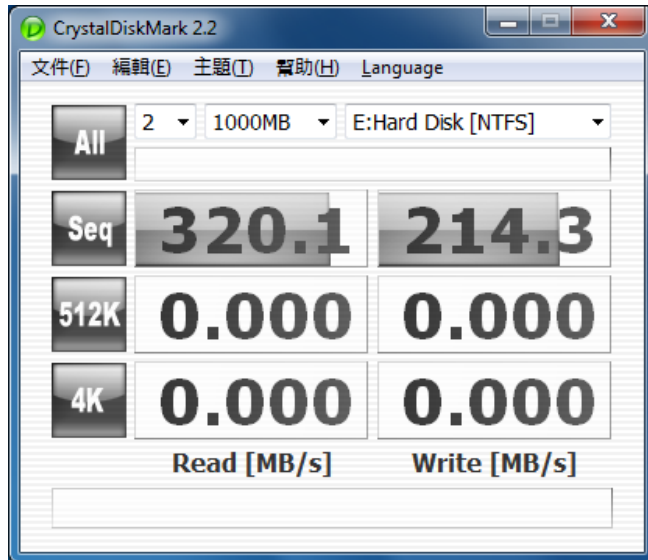 CrystalDiskMark 2.2
文件(F) 編輯(E) 主題(T) 幫助(H) Language
All 2 1000MB E:Hard Disk [NTFS]
Seq 320.1 214.3
512K 0.000 0.000
4K 0.000 0.000
Read [MB/s] Write [MB/s]